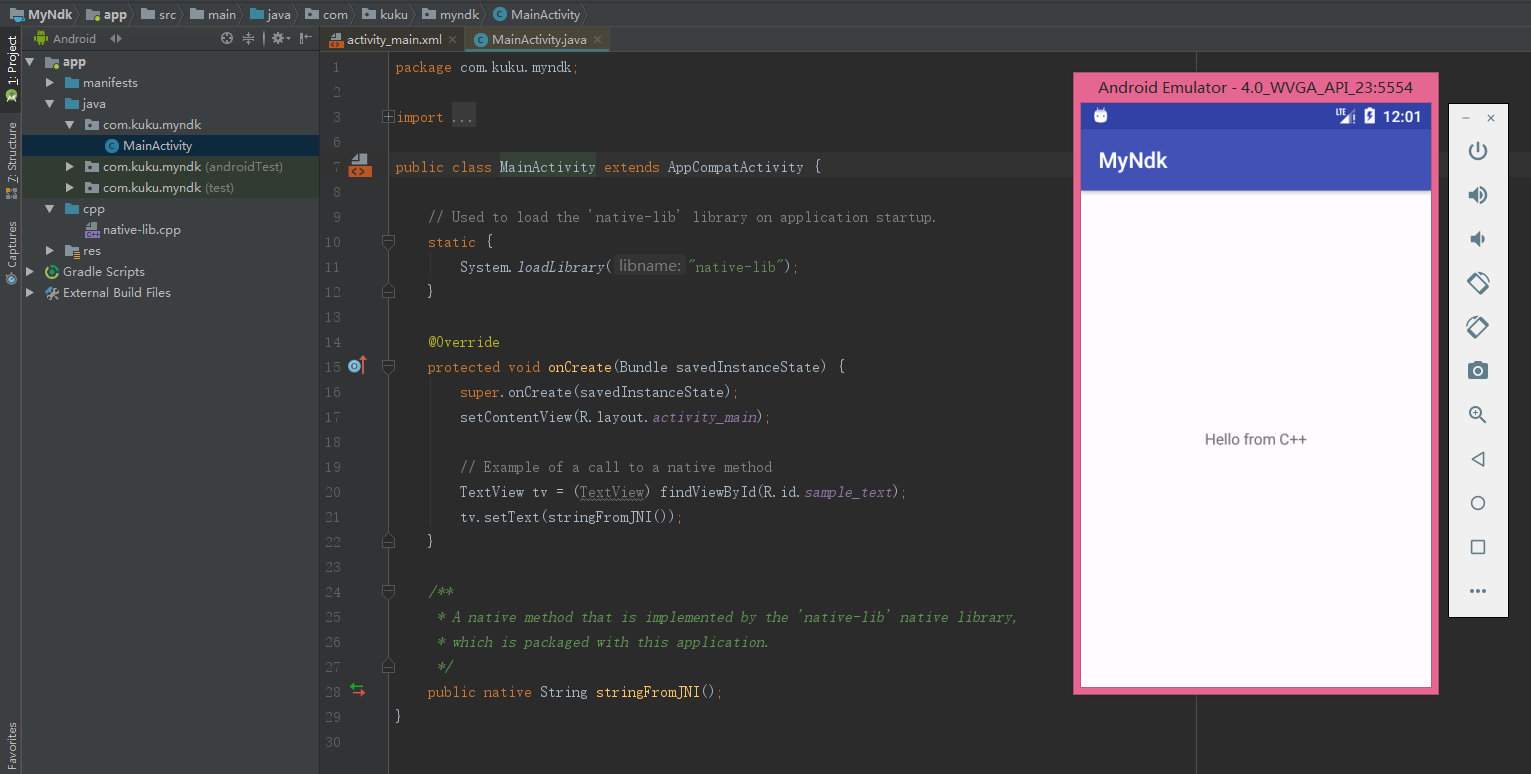 MyNdk app src main java com kuku myndk MainActivity
Android
activity_main.xml MainActivity.java
1: Project
7: Structure
Captures
Favorites
app
manifests
java
com.kuku.myndk
MainActivity
com.kuku.myndk (androidTest)
com.kuku.myndk (test)
cpp
native-lib.cpp
res
Gradle Scripts
External Build Files
1 package com.kuku.myndk;
2
3 import ...
6
7 public class MainActivity extends AppCompatActivity {
8
9 // Used to load the 'native-lib' library on application startup.
10 static {
11 System.loadLibrary( libname: "native-lib");
12 }
13
14 @Override
15 protected void onCreate(Bundle savedInstanceState) {
16 super.onCreate(savedInstanceState);
17 setContentView(R.layout.activity_main);
18
19 // Example of a call to a native method
20 TextView tv = (TextView) findViewById(R.id.sample_text);
21 tv.setText(stringFromJNI());
22 }
23
24 /**
25 * A native method that is implemented by the 'native-lib' native library,
26 * which is packaged with this application.
27 */
28 public native String stringFromJNI();
29 }
30
Android Emulator - 4.0_WVGA_API_23:5554
LTE 12:01
MyNdk
Hello from C++